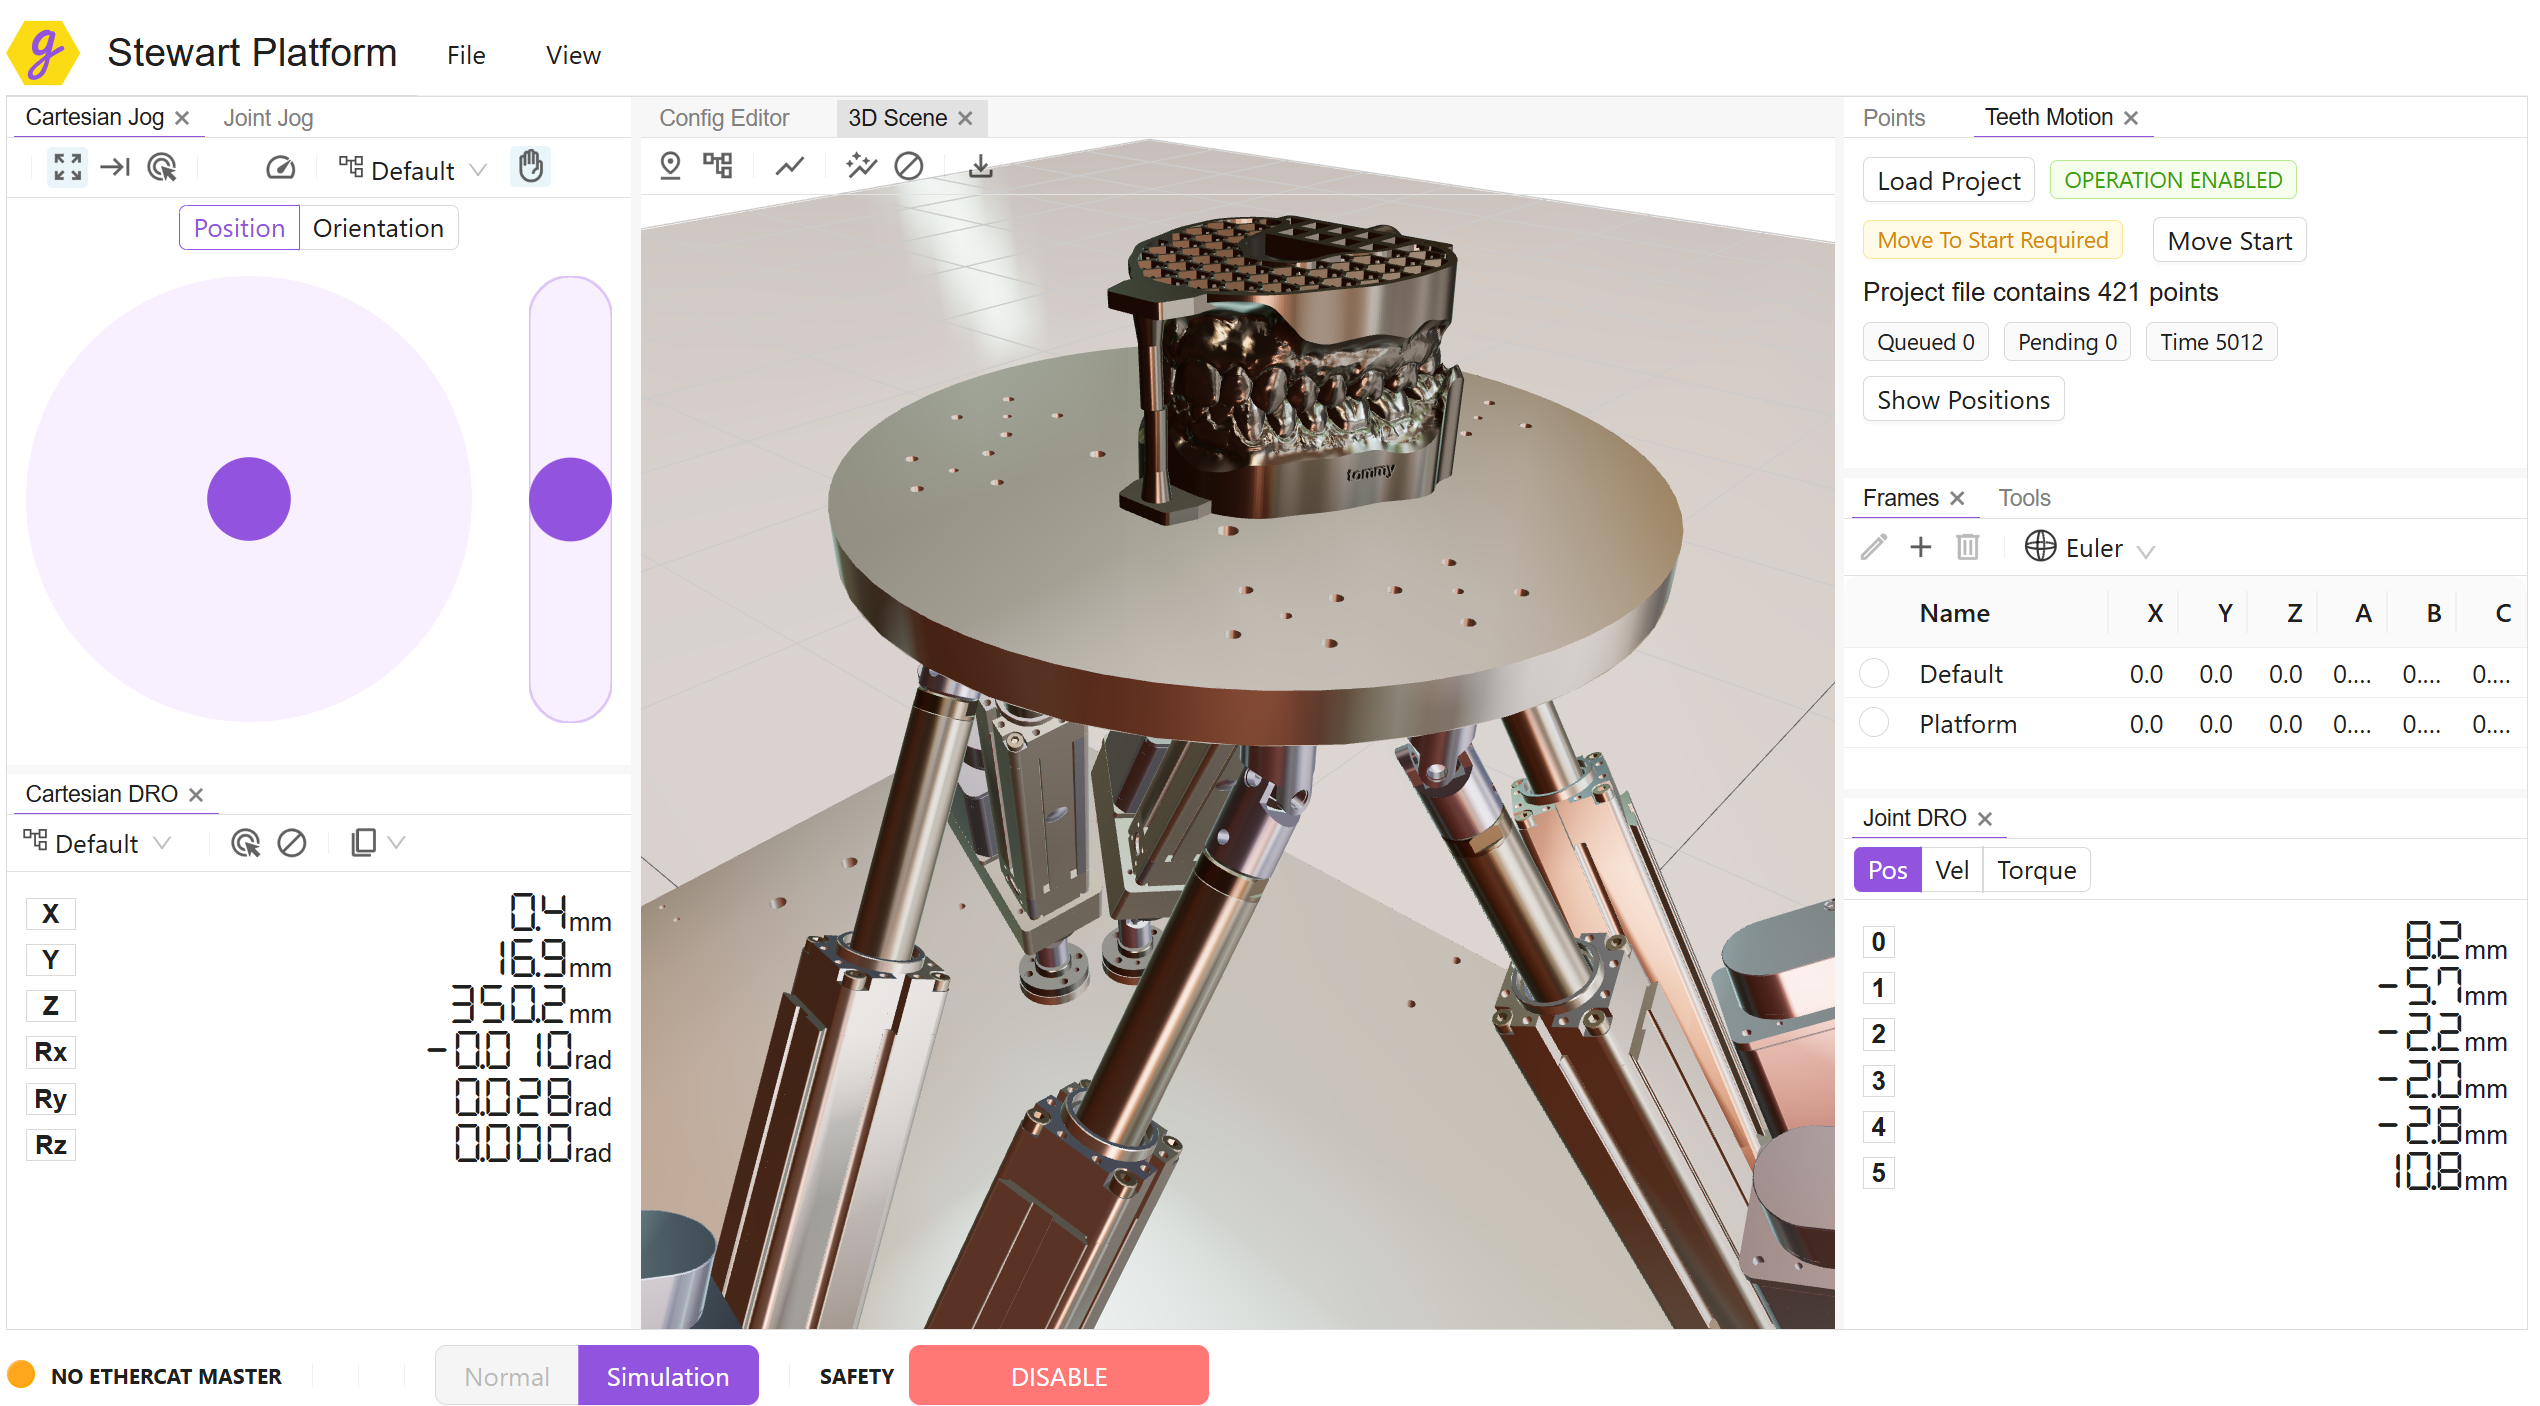 g
Stewart Platform File View
Cartesian Jog Joint Jog
Default
Position Orientation
Cartesian DRO
Default
X 0.4mm
Y 16.9mm
Z 350.2mm
Rx -0.010rad
Ry 0.028rad
Rz 0.000rad
Config Editor 3D Scene
tommy
Points Teeth Motion
Load Project OPERATION ENABLED
Move To Start Required Move Start
Project file contains 421 points
Queued 0 Pending 0 Time 5012
Show Positions
Frames Tools
Euler
Name X Y Z A B C
Default 0.0 0.0 0.0 0.... 0.... 0....
Platform 0.0 0.0 0.0 0.... 0.... 0....
Joint DRO
Pos Vel Torque
0 8.2mm
1 -5.7mm
2 -2.2mm
3 -2.0mm
4 -2.8mm
5 10.8mm
NO ETHERCAT MASTER Normal Simulation SAFETY DISABLE